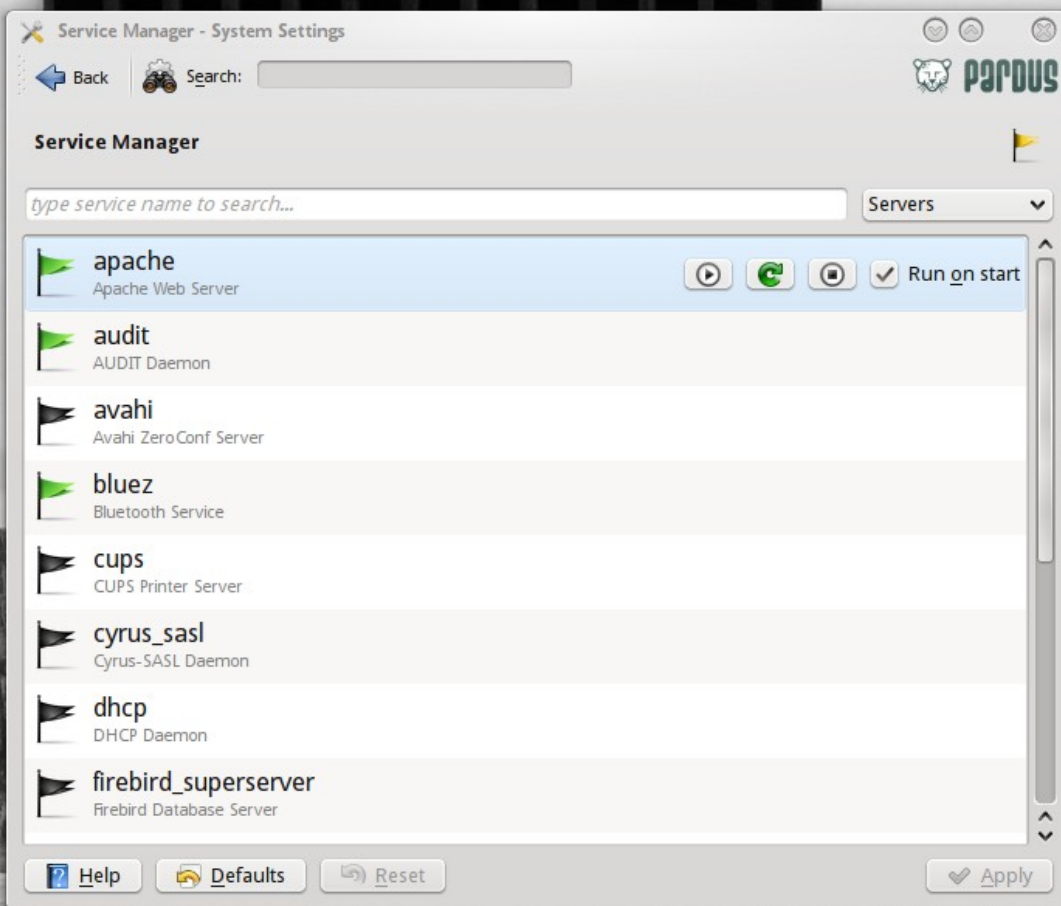 Service Manager - System Settings
Back
Search:
PARDUS
Service Manager
type service name to search...
Servers
apache
Apache Web Server
Run on start
audit
AUDIT Daemon
avahi
Avahi ZeroConf Server
bluez
Bluetooth Service
cups
CUPS Printer Server
cyrus_sasl
Cyrus-SASL Daemon
dhcp
DHCP Daemon
firebird_superserver
Firebird Database Server
Help
Defaults
Reset
Apply